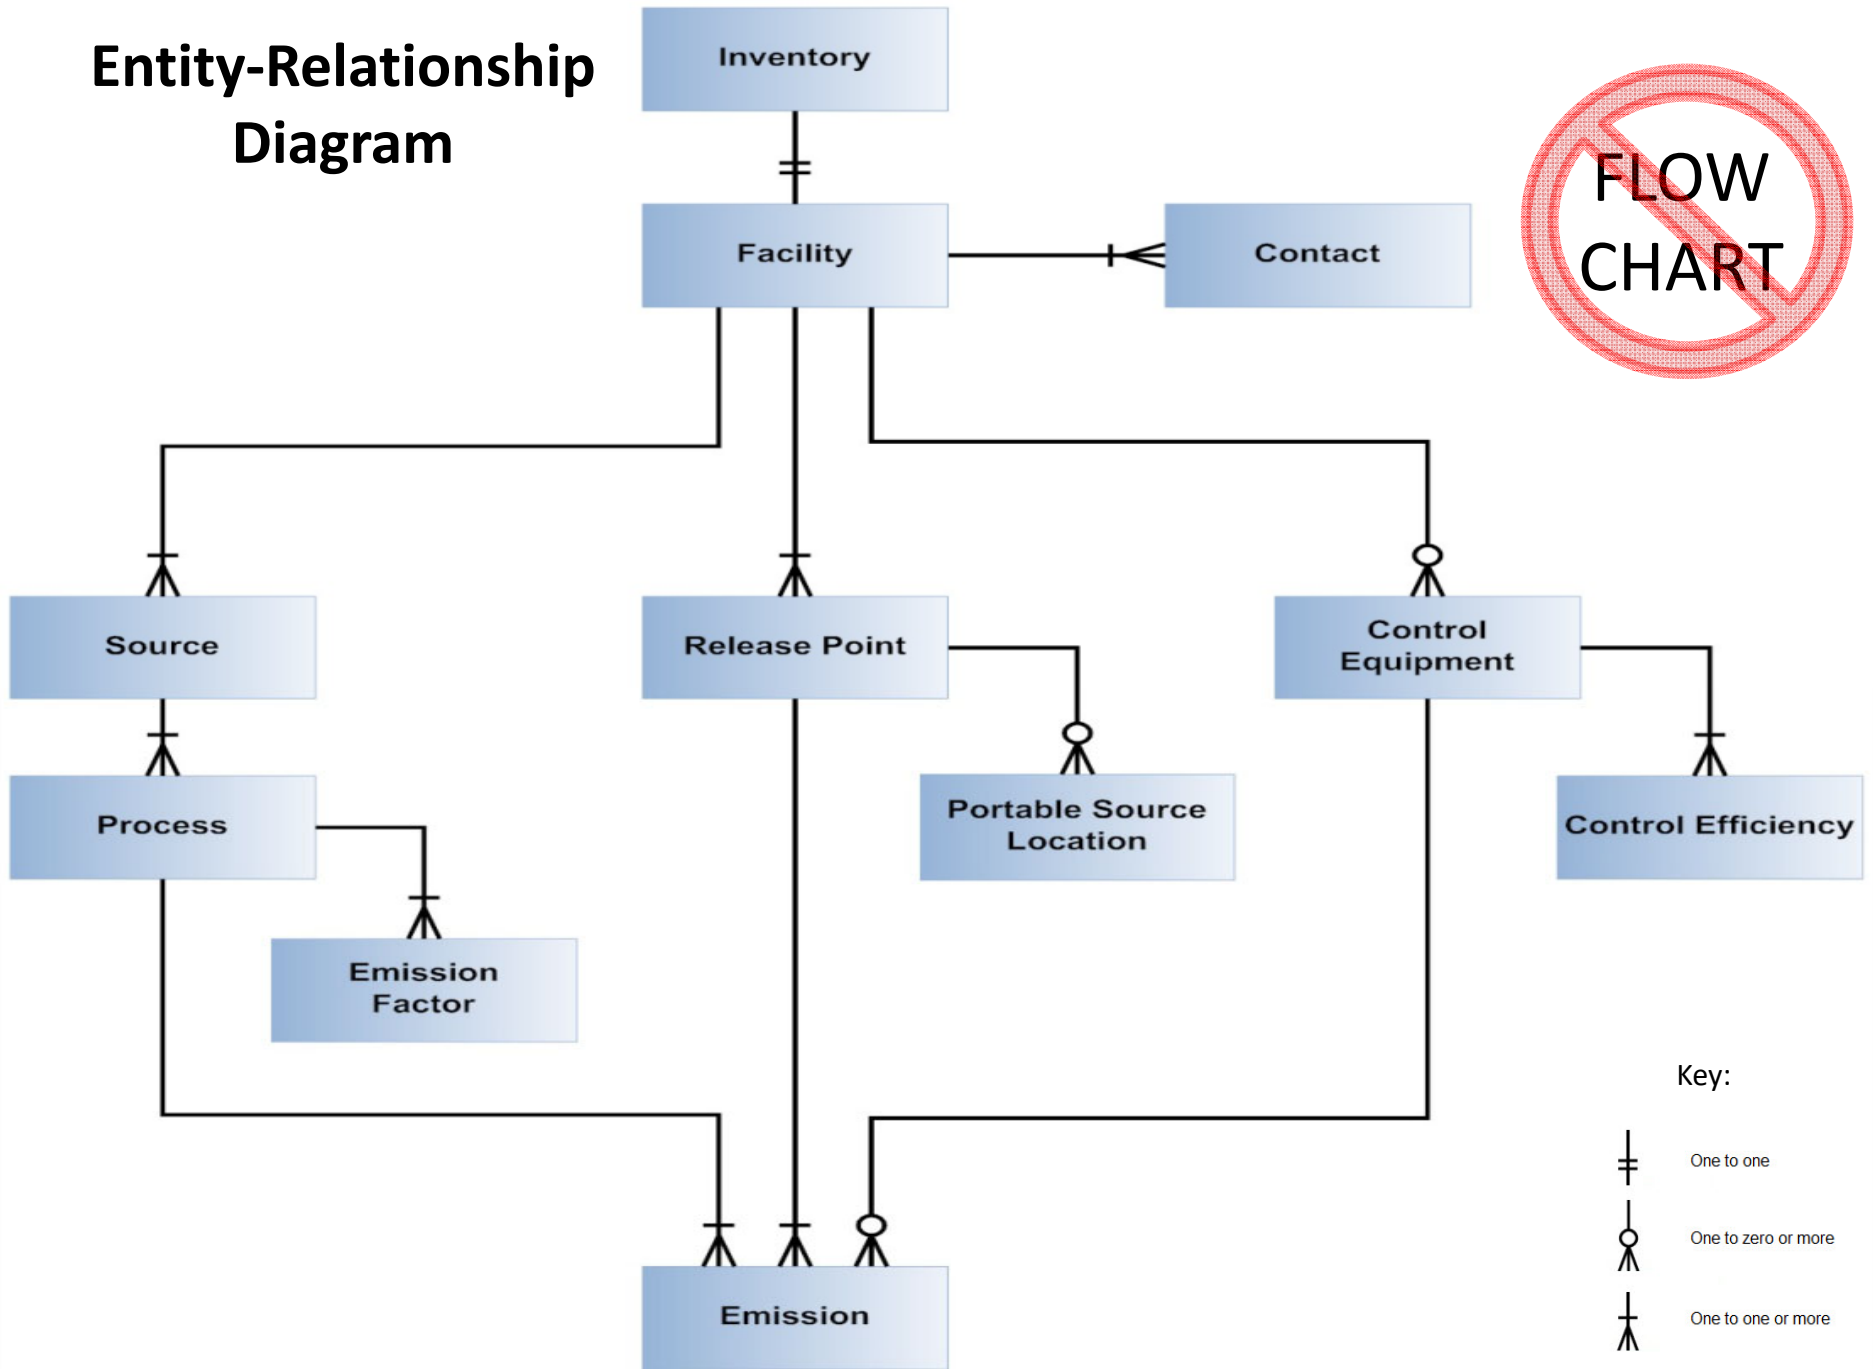 Entity-Relationship
Diagram
Inventory
FLOW
CHART
Facility
Contact
Source
Release Point
Control
Equipment
Process
Portable Source
Location
Control Efficiency
Emission
Factor
Key:
One to one
One to zero or more
One to one or more
Emission